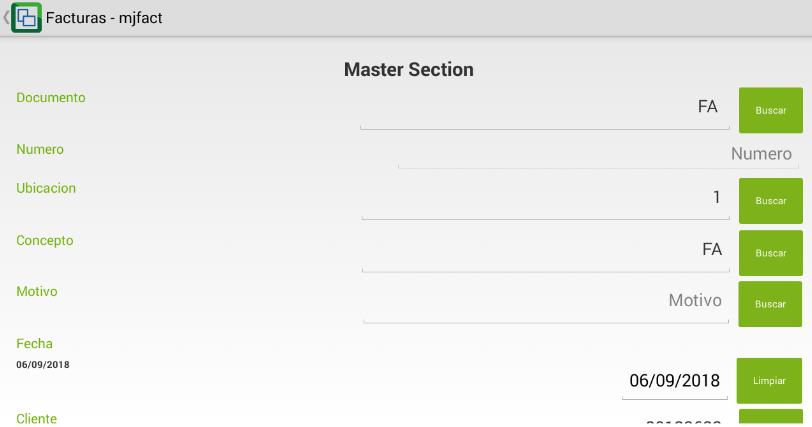 Facturas - mjfact
Master Section
Documento
FA
Buscar
Numero
Numero
Ubicacion
1
Buscar
Concepto
FA
Buscar
Motivo
Motivo
Buscar
Fecha
06/09/2018
06/09/2018
Limpiar
Cliente